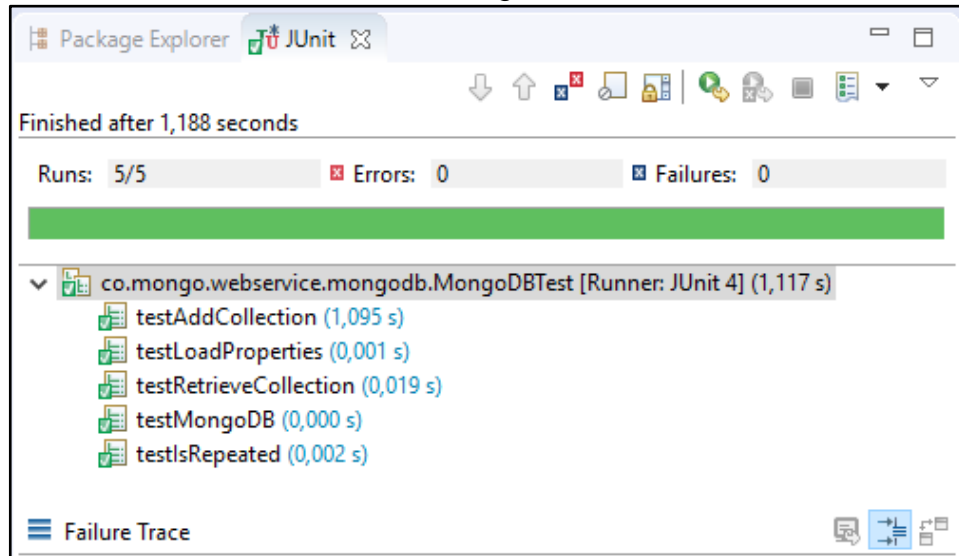 Package Explorer JUnit
Finished after 1,188 seconds
Runs: 5/5 Errors: 0 Failures: 0
co.mongo.webservice.mongodb.MongoDBTest [Runner: JUnit 4] (1,117 s)
testAddCollection (1,095 s)
testLoadProperties (0,001 s)
testRetrieveCollection (0,019 s)
testMongoDB (0,000 s)
testIsRepeated (0,002 s)
Failure Trace